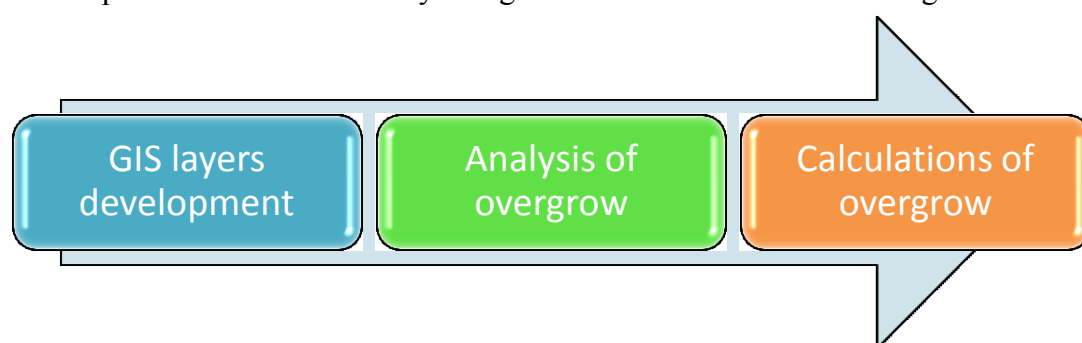 GIS layers
development
Analysis of
overgrow
Calculations of
overgrow